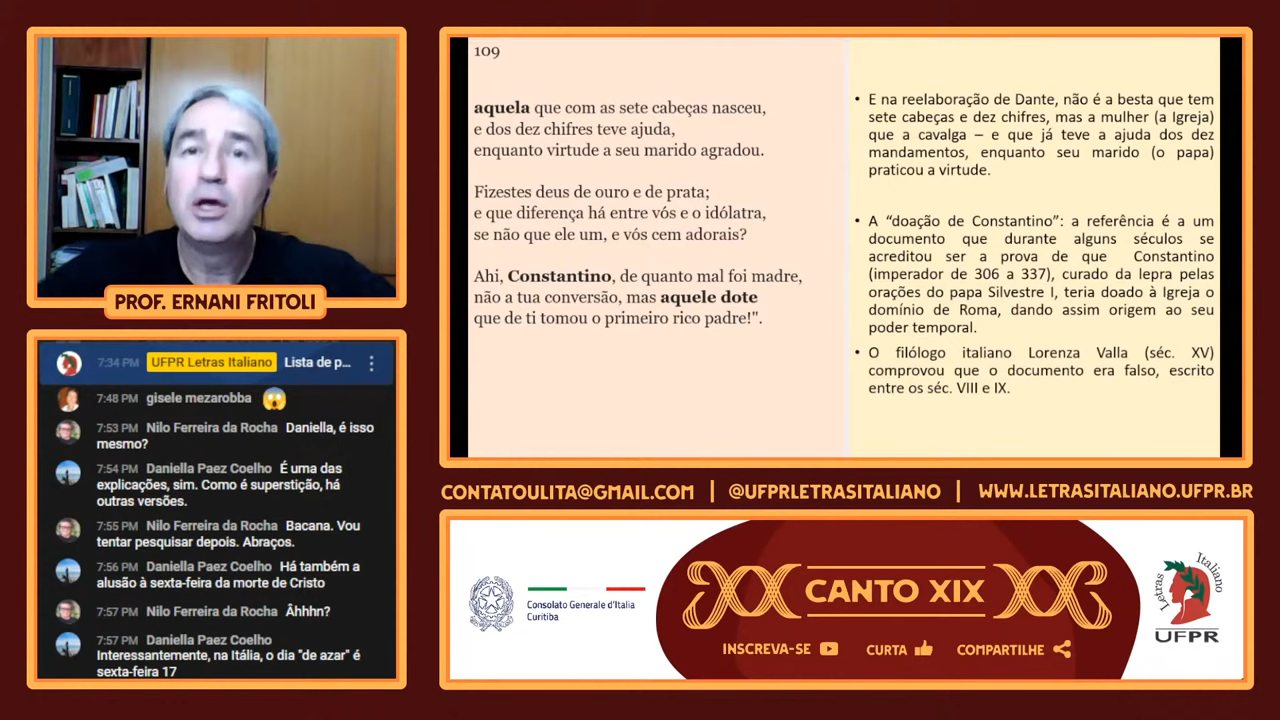 PROF. ERNANI FRITOLI
7:34 PM UFPR Letras Italiano Lista de p...
7:48 PM gisele mezarobba
7:53 PM Nilo Ferreira da Rocha Daniella, é isso
mesmo?
7:54 PM Daniella Paez Coelho É uma das
explicações, sim. Como é superstição, há
outras versões.
7:55 PM Nilo Ferreira da Rocha Bacana. Vou
tentar pesquisar depois. Abraços.
7:56 PM Daniella Paez Coelho Há também a
alusão à sexta-feira da morte de Cristo
7:57 PM Nilo Ferreira da Rocha Âhhhn?
7:57 PM Daniella Paez Coelho
Interessantemente, na Itália, o dia "de azar" é
sexta-feira 17
109
aquela que com as sete cabeças nasceu,
e dos dez chifres teve ajuda,
enquanto virtude a seu marido agradou.
Fizestes deus de ouro e de prata;
e que diferença há entre vós e o idólatra,
se não que ele um, e vós cem adorais?
Ahi, Constantino, de quanto mal foi madre,
não a tua conversão, mas aquele dote
que de ti tomou o primeiro rico padre!".
• E na reelaboração de Dante, não é a besta que tem
sete cabeças e dez chifres, mas a mulher (a Igreja)
que a cavalga – e que já teve a ajuda dos dez
mandamentos, enquanto seu marido (o papa)
praticou a virtude.
• A “doação de Constantino”: a referência é a um
documento que durante alguns séculos se
acreditou ser a prova de que Constantino
(imperador de 306 a 337), curado da lepra pelas
orações do papa Silvestre I, teria doado à Igreja o
domínio de Roma, dando assim origem ao seu
poder temporal.
• O filólogo italiano Lorenza Valla (séc. XV)
comprovou que o documento era falso, escrito
entre os séc. VIII e IX.
CONTATOULITA@GMAIL.COM | @UFPRLETRASITALIANO | WWW.LETRASITALIANO.UFPR.BR
Consolato Generale d'Italia
Curitiba
CANTO XIX
INSCREVA-SE CURTA COMPARTILHE
Letras Italiano
UFPR